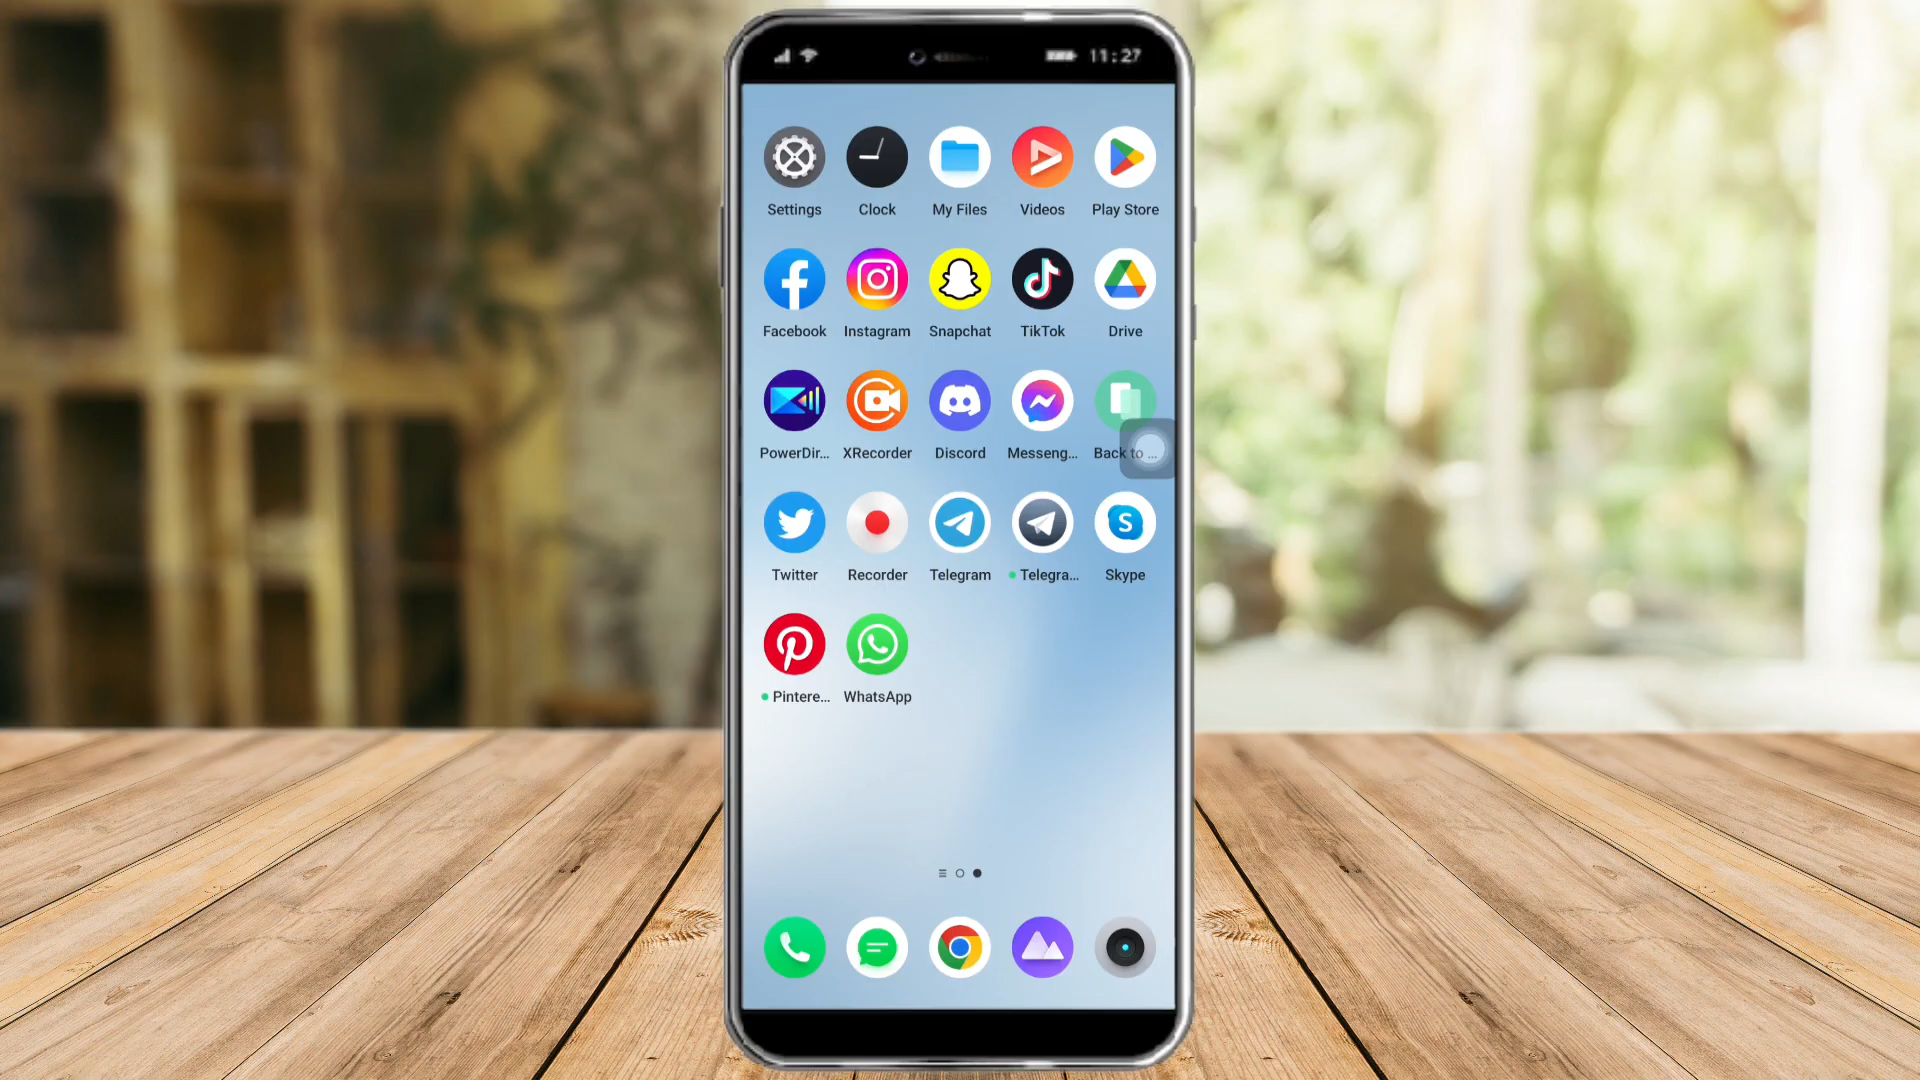 11:27
Settings Clock My Files Videos Play Store
Facebook Instagram Snapchat TikTok Drive
PowerDir... XRecorder Discord Messeng... Back to ...
Twitter Recorder Telegram Telegra... Skype
S
Pintere... WhatsApp